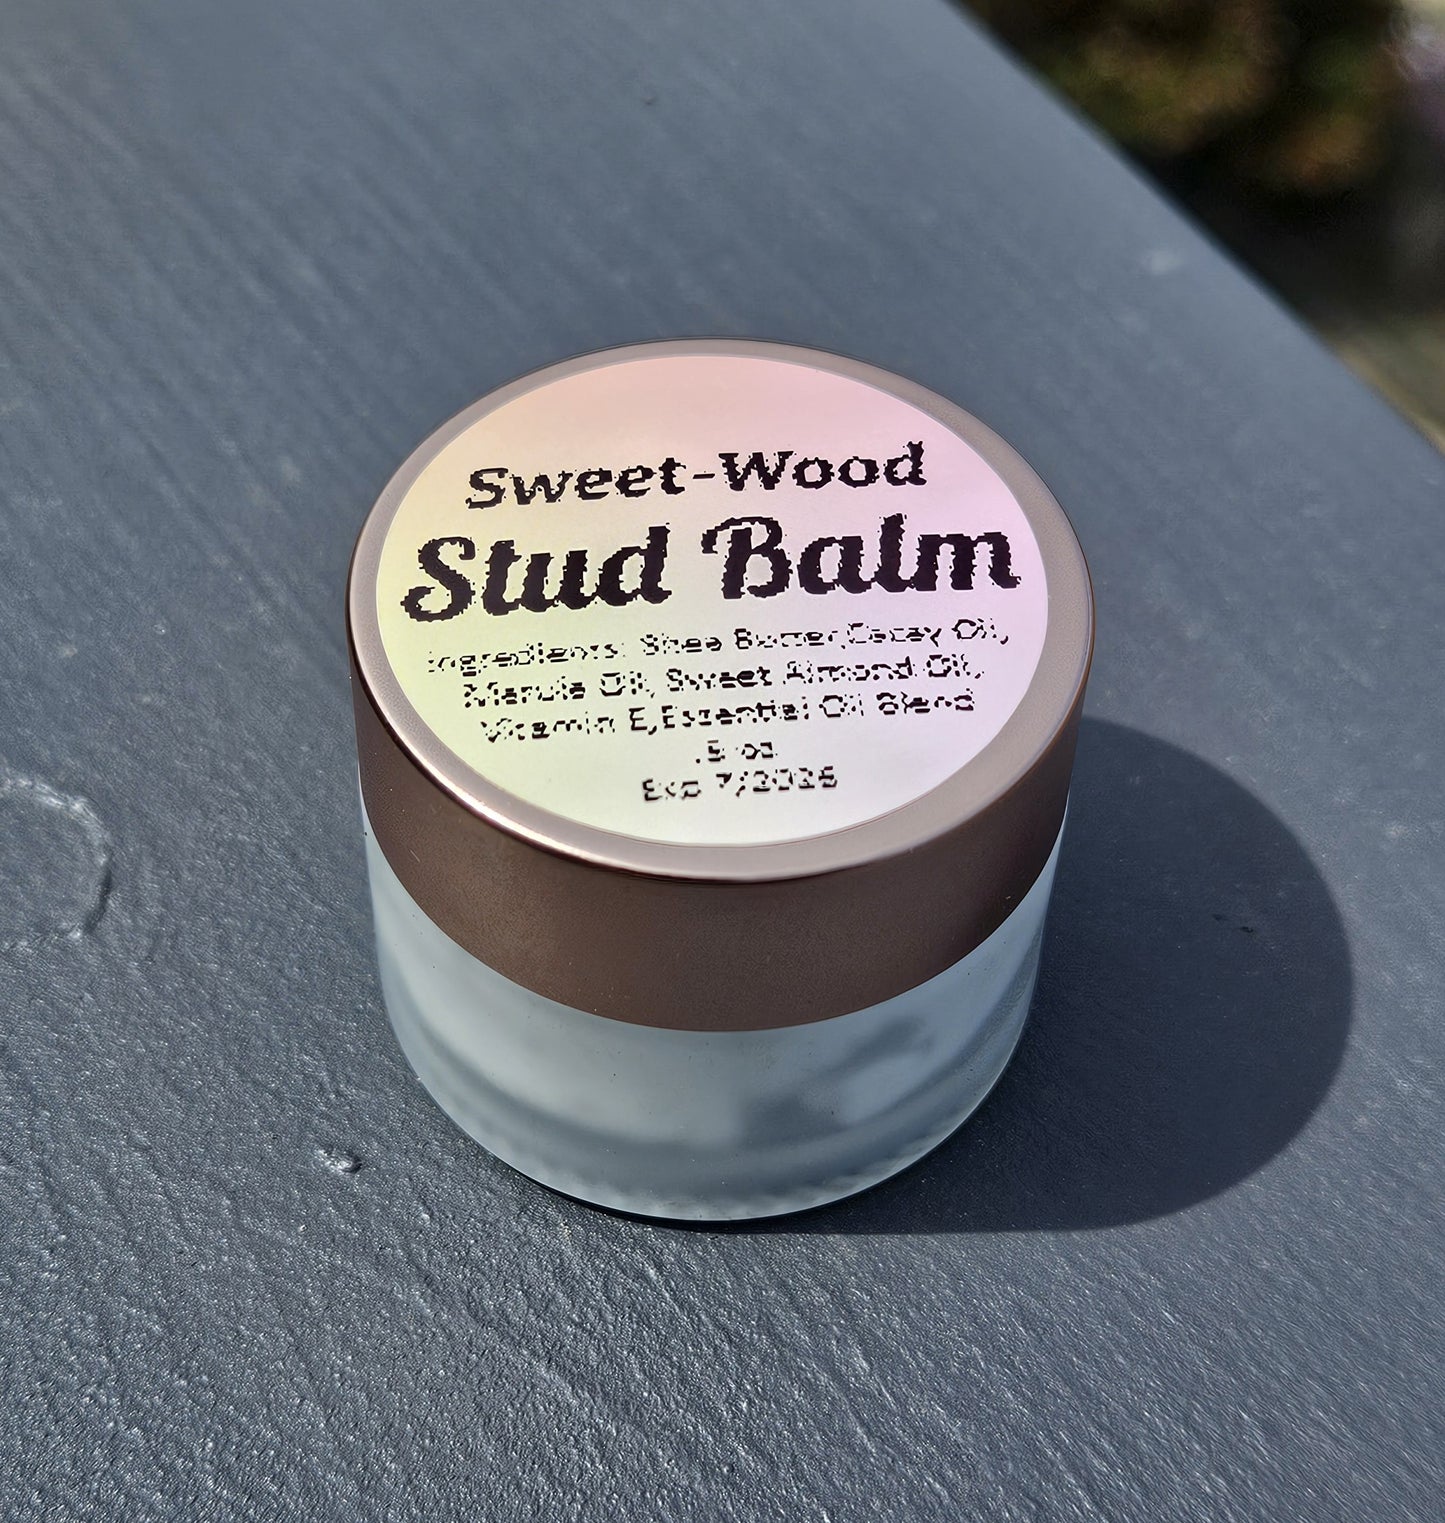 Sweet-Wood
Stud Balm
Ingredients: Shee Butter,Cacay Oil,
Marula Oil, Sweet Almond Oil,
Vitamin E,Essential Oil Blend
.5 oz
Exp 7/2026